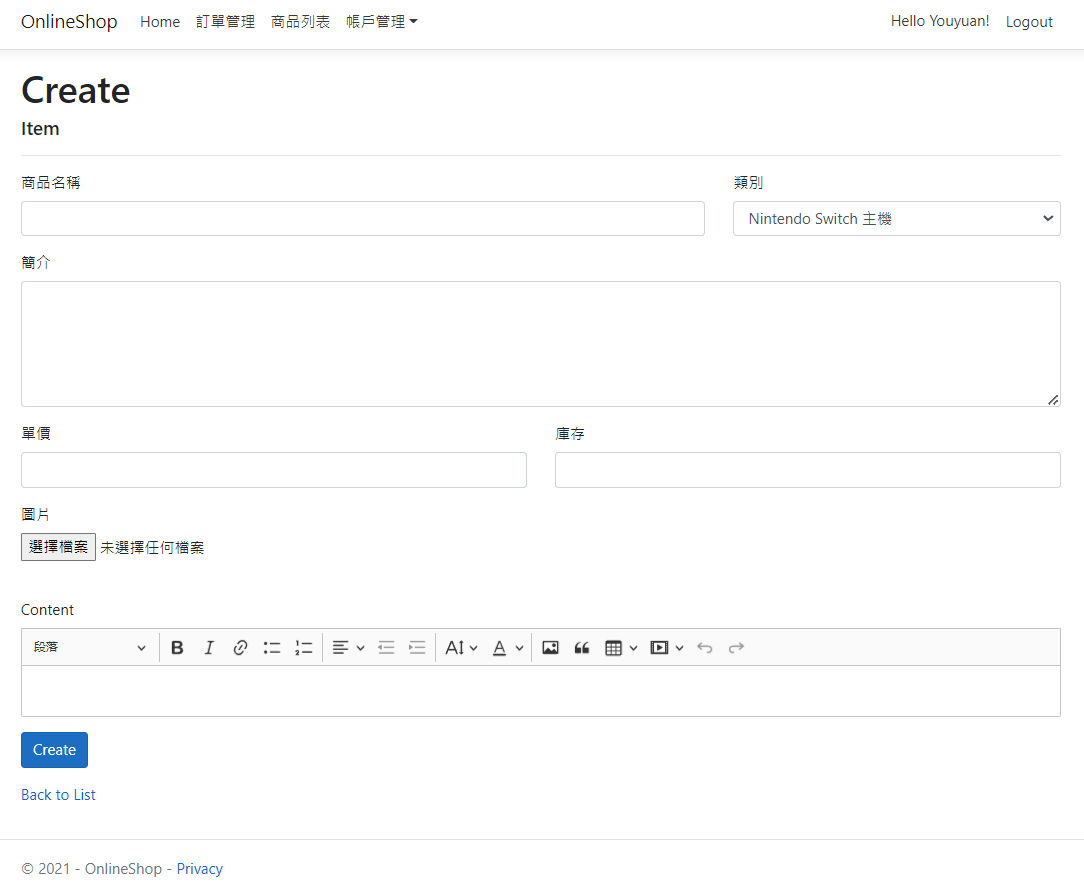 OnlineShop Home 訂單管理 商品列表 帳戶管理 Hello Youyuan! Logout
Create
Item
商品名稱 類別
Nintendo Switch 主機
簡介
單價 庫存
圖片
選擇檔案 未選擇任何檔案
Content
段落
Create
Back to List
© 2021 - OnlineShop - Privacy